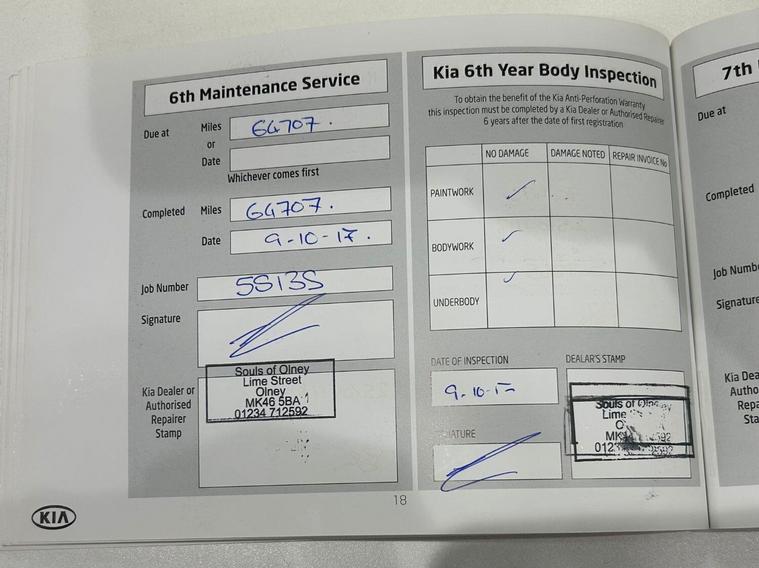 6th Maintenance Service
Due at
Miles
64707.
or
Date
Whichever comes first
Completed
Miles
64707.
Date
9-10-17.
Job Number
Signature
Kia Dealer or
Authorised
Repairer
Stamp
Souls of Olney
Lime Street
Olney
MK46 5BA
01234 712592
KIA
18
Kia 6th Year Body Inspection
To obtain the benefit of the Kia Anti-Perforation Warranty
this inspection must be completed by a Kia Dealer or Authorised Repairer
6 years after the date of first registration
NO DAMAGE
DAMAGE NOTED
REPAIR INVOICE No
PAINTWORK
BODYWORK
UNDERBODY
DATE OF INSPECTION
9-10-17
DEALAR'S STAMP
Souls of Olney
Lime
7th
Due at
Completed
Job Numb
Signature
Kia Dea
Autho
Repa
Sta